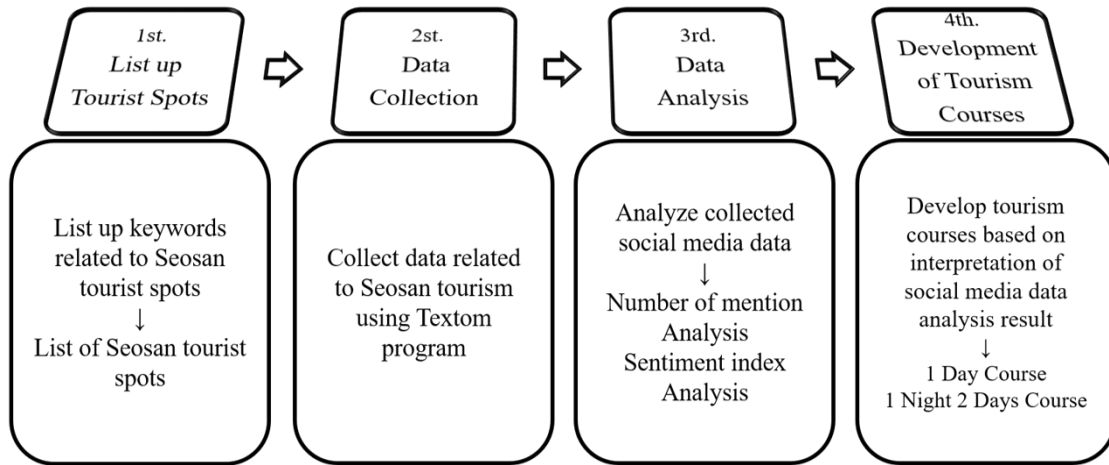 1st.
List up
Tourist Spots
2st.
Data
Collection
3rd.
Data
Analysis
4th.
Development
of Tourism
Courses
List up keywords
related to Seosan
tourist spots
↓
List of Seosan tourist
spots
Collect data related
to Seosan tourism
using Textom
program
Analyze collected
social media data
↓
Number of mention
Analysis
Sentiment index
Analysis
Develop tourism
courses based on
interpretation of
social media data
analysis result
↓
1 Day Course
1 Night 2 Days Course